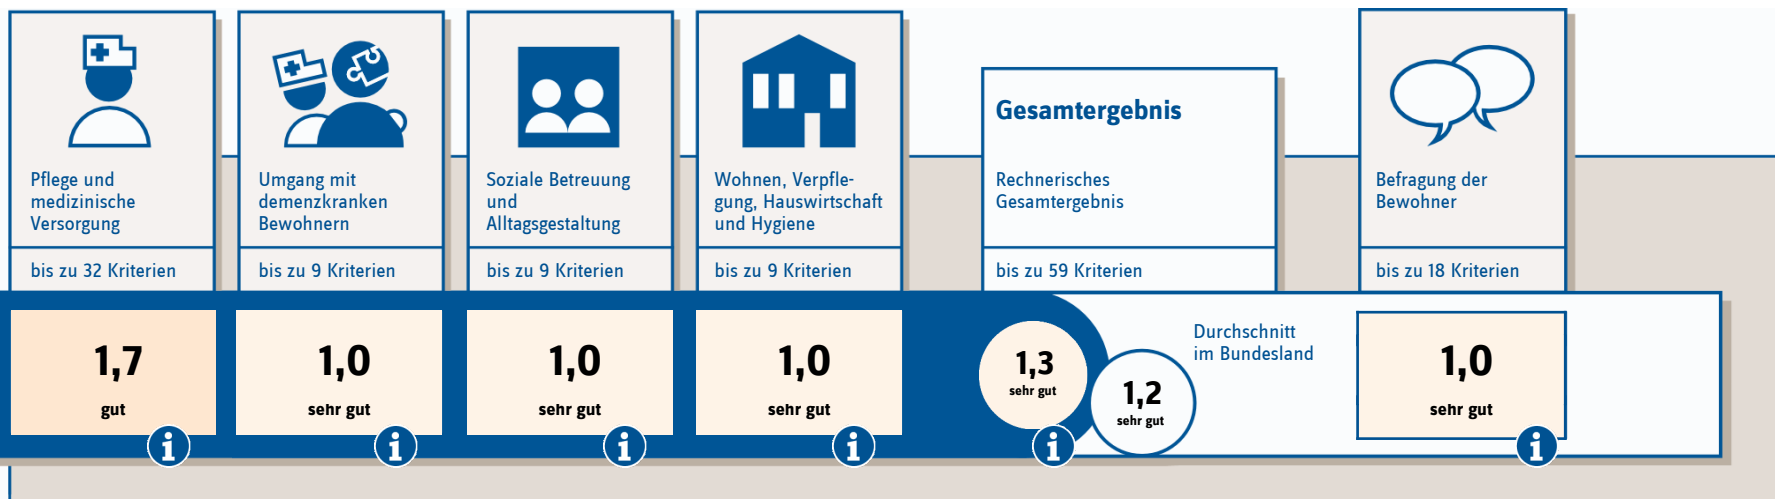 Pflege und
medizinische
Versorgung
bis zu 32 Kriterien
1,7
gut
Umgang mit
demenzkranken
Bewohnern
bis zu 9 Kriterien
1,0
sehr gut
Soziale Betreuung
und
Alltagsgestaltung
bis zu 9 Kriterien
1,0
sehr gut
Wohnen, Verpfle-
gung, Hauswirtschaft
und Hygiene
bis zu 9 Kriterien
1,0
sehr gut
Gesamtergebnis
Rechnerisches
Gesamtergebnis
bis zu 59 Kriterien
1,3
sehr gut
1,2
sehr gut
Durchschnitt
im Bundesland
Befragung der
Bewohner
bis zu 18 Kriterien
1,0
sehr gut